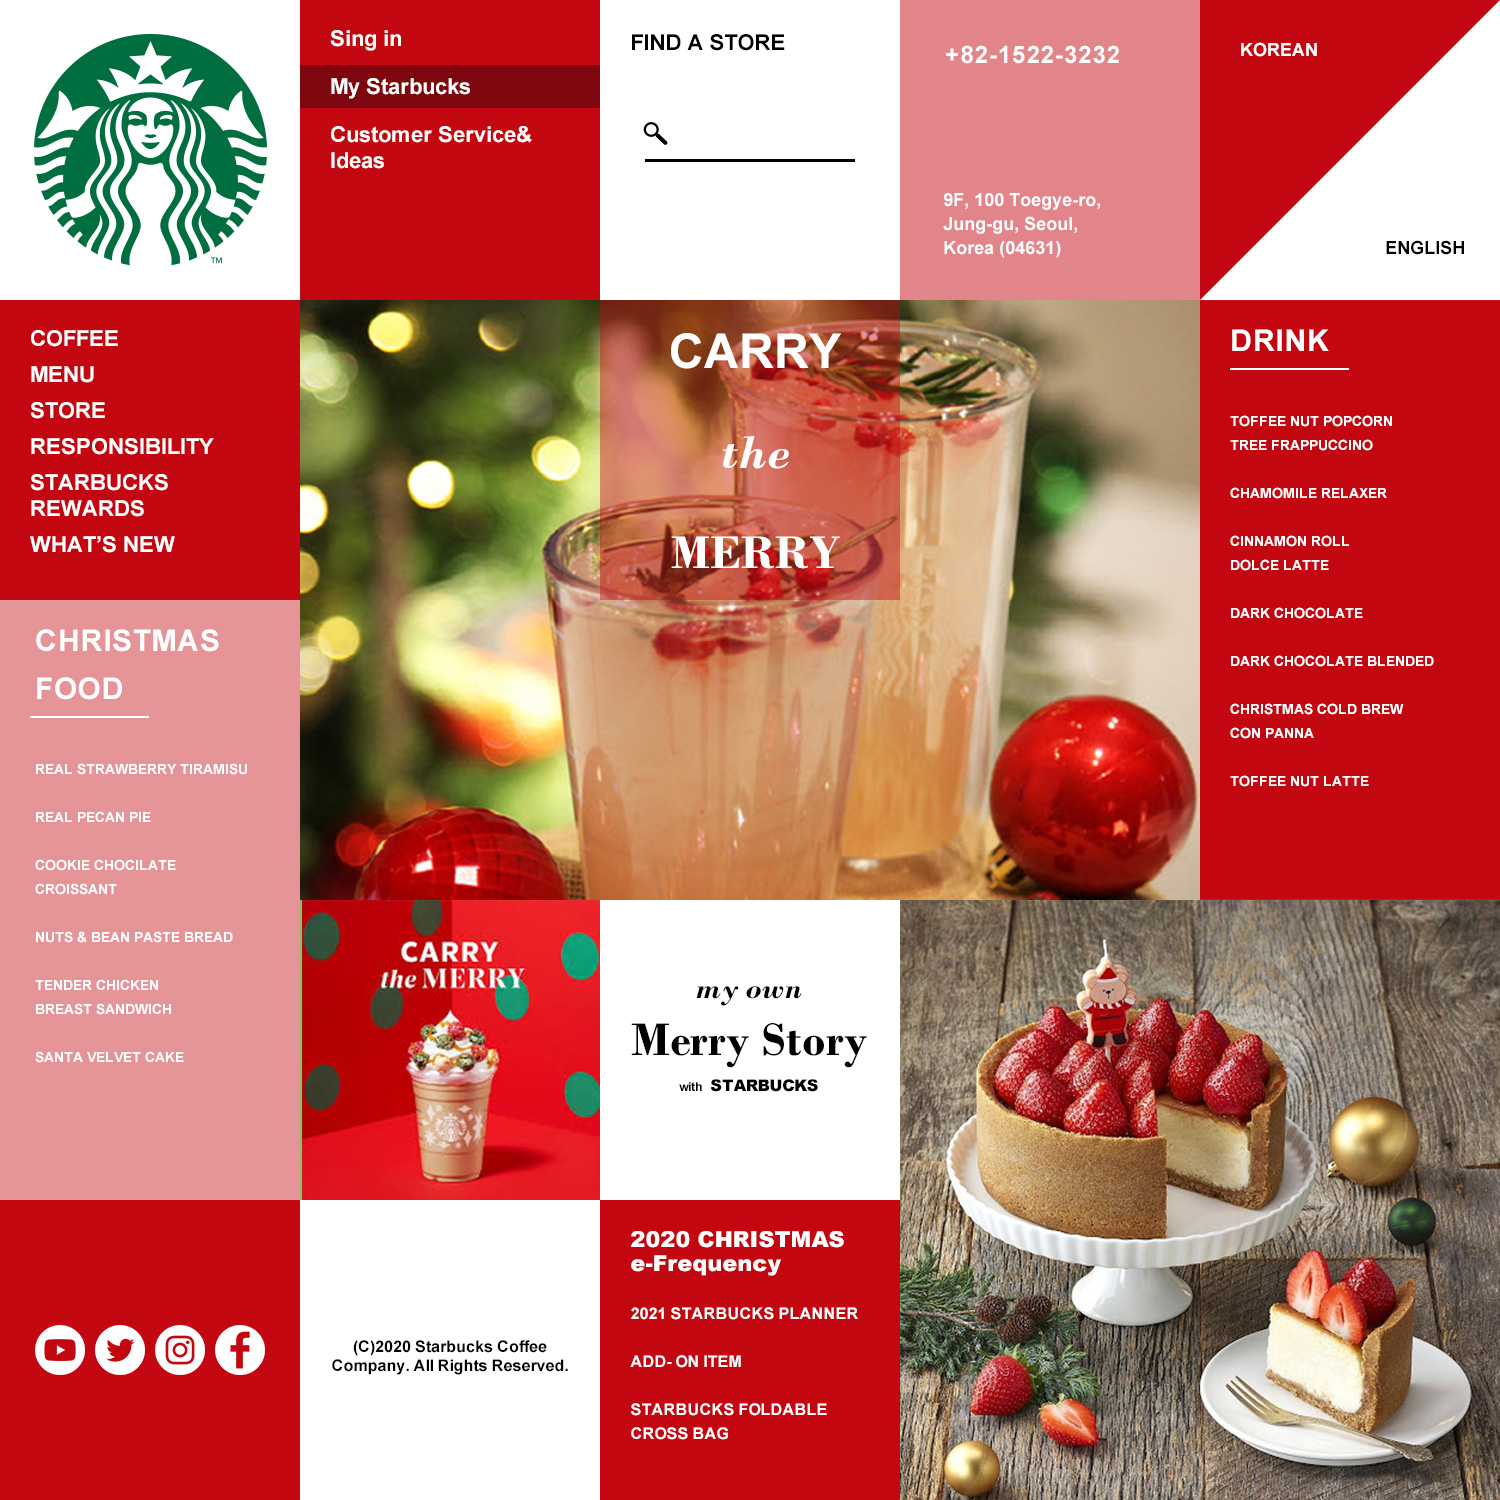 TM
Sing in
My Starbucks
Customer Service&
Ideas
FIND A STORE
+82-1522-3232
9F, 100 Toegye-ro,
Jung-gu, Seoul,
Korea (04631)
KOREAN
ENGLISH
COFFEE
MENU
STORE
RESPONSIBILITY
STARBUCKS
REWARDS
WHAT’S NEW
CARRY
the
MERRY
DRINK
TOFFEE NUT POPCORN
TREE FRAPPUCCINO
CHAMOMILE RELAXER
CINNAMON ROLL
DOLCE LATTE
DARK CHOCOLATE
DARK CHOCOLATE BLENDED
CHRISTMAS COLD BREW
CON PANNA
TOFFEE NUT LATTE
CHRISTMAS
FOOD
REAL STRAWBERRY TIRAMISU
REAL PECAN PIE
COOKIE CHOCILATE
CROISSANT
NUTS & BEAN PASTE BREAD
TENDER CHICKEN
BREAST SANDWICH
SANTA VELVET CAKE
CARRY
the MERRY
my own
Merry Story
with STARBUCKS
(C)2020 Starbucks Coffee
Company. All Rights Reserved.
2020 CHRISTMAS
e-Frequency
2021 STARBUCKS PLANNER
ADD- ON ITEM
STARBUCKS FOLDABLE
CROSS BAG